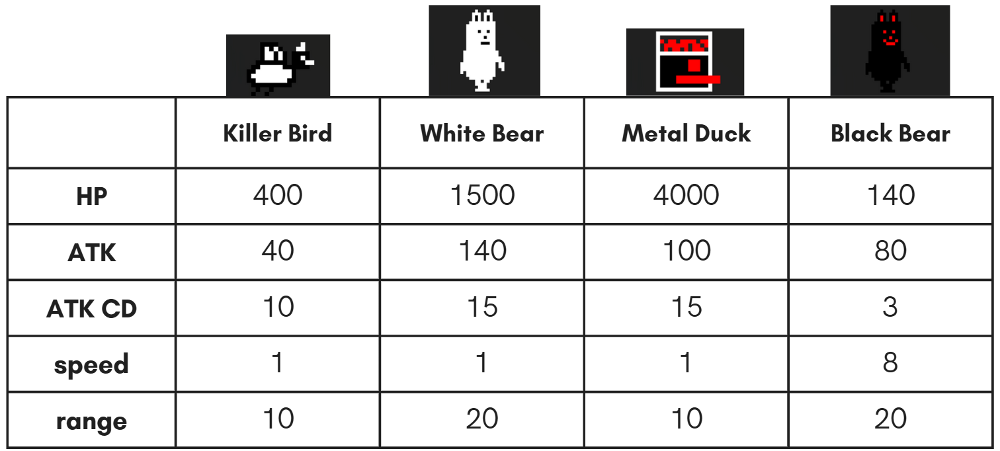 Killer Bird White Bear Metal Duck Black Bear
HP 400 1500 4000 140
ATK 40 140 100 80
ATK CD 10 15 15 3
speed 1 1 1 8
range 10 20 10 20